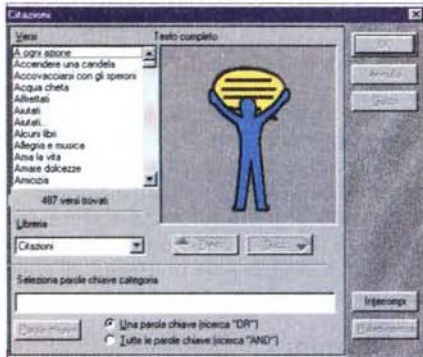 Citazioni
Versi
Testo completo
A ogni azione
Accendere una candela
Accovacciarsi con gli speroni
Acqua cheta
Affrettati
Aiutati
Aiutati...
Alcuni libri
Allegria e musica
Ama la vita
Amare dolcezze
Amicizia
487 versi trovati
Libreria
Citazioni
Seleziona parole chiave categoria
Una parola chiave (ricerca "OR")
Tutte le parole chiave (ricerca "AND")
OK
Annulla
Interrompi